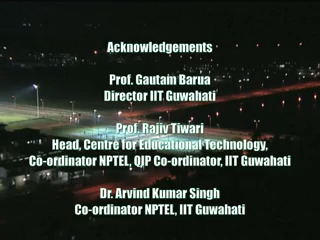 Acknowledgements
Prof. Gautam Barua
Director IIT Guwahati
Prof. Rajiv Tiwari
Head, Centre for Educational Technology,
Co-ordinator NPTEL, QIP Co-ordinator, IIT Guwahati
Dr. Arvind Kumar Singh
Co-ordinator NPTEL, IIT Guwahati